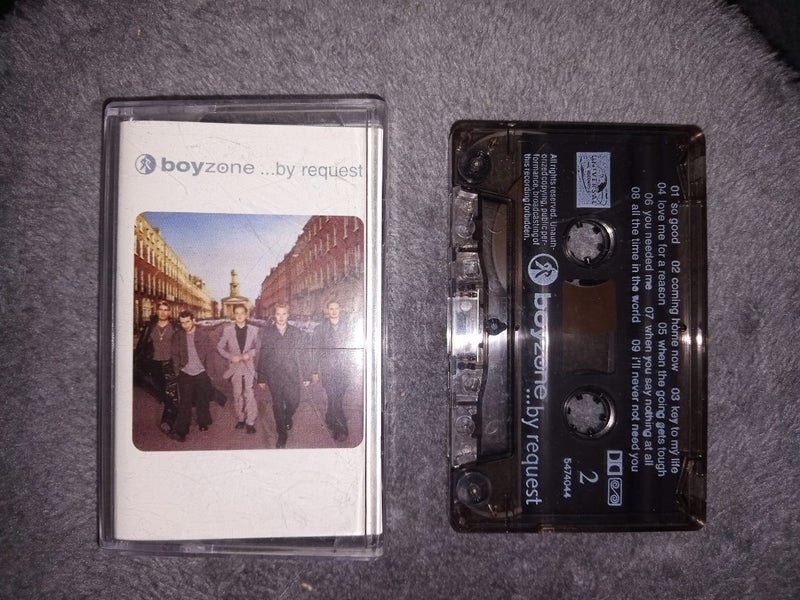 boyzone ...by request
All rights reserved. Unauth-
orized copying, public per-
formance, broadcasting of
this recording forbidden.
UNIVERSAL
01 so good 02 coming home now 03 key to my life
04 love me for a reason 05 when the going gets tough
06 you needed me 07 when you say nothing at all
08 all the time in the world 09 i'll never not need you
boyzone ...by request
2
5474044